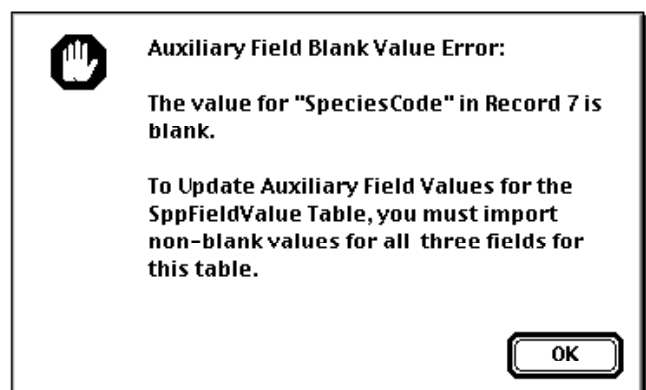 Auxiliary Field Blank Value Error:
The value for "SpeciesCode" in Record 7 is
blank.
To Update Auxiliary Field Values for the
SppFieldValue Table, you must import
non-blank values for all three fields for
this table.
OK